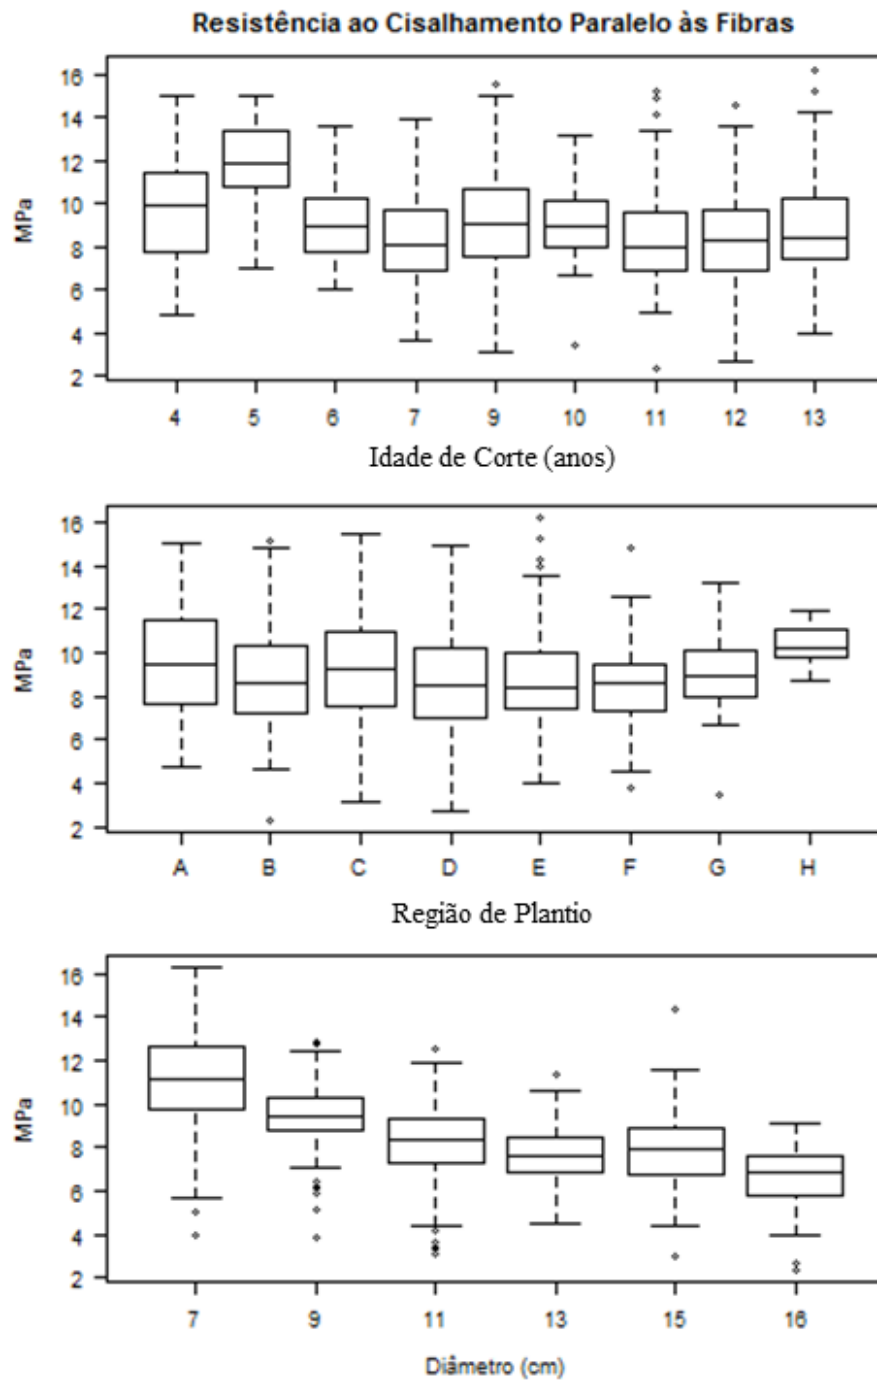 Resistência ao Cisalhamento Paralelo às Fibras
16
14
12
10
8
6
4
2
MPa
4 5 6 7 9 10 11 12 13
Idade de Corte (anos)
16
14
12
10
8
6
4
2
MPa
A B C D E F G H
Região de Plantio
16
14
12
10
8
6
4
2
MPa
7 9 11 13 15 16
Diâmetro (cm)